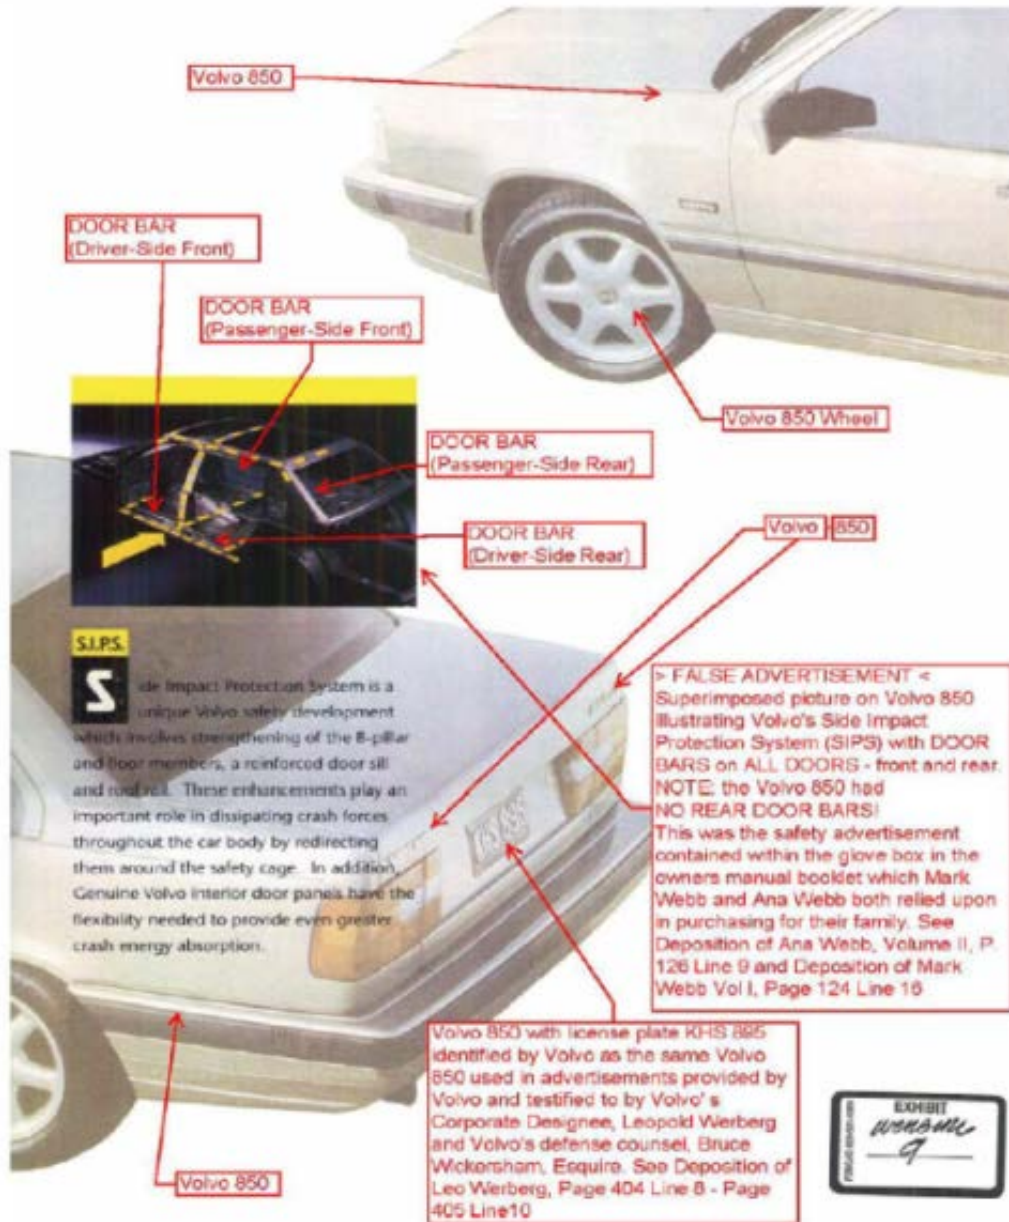 Volvo 850
DOOR BAR
(Driver-Side Front)
DOOR BAR
(Passenger-Side Front)
Volvo 850 Wheel
DOOR BAR
(Passenger-Side Rear)
DOOR BAR
(Driver-Side Rear)
Volvo 850
S.I.P.S.
Side Impact Protection System is a
unique Volvo safety development
which involves strengthening of the B-pillar
and floor members, a reinforced door sill
and roof rail. These enhancements play an
important role in dissipating crash forces
throughout the car body by redirecting
them around the safety cage. In addition,
Genuine Volvo interior door panels have the
flexibility needed to provide even greater
crash energy absorption.
> FALSE ADVERTISEMENT <
Superimposed picture on Volvo 850
illustrating Volvo's Side Impact
Protection System (SIPS) with DOOR
BARS on ALL DOORS - front and rear.
NOTE: the Volvo 850 had
NO REAR DOOR BARS!
This was the safety advertisement
contained within the glove box in the
owners manual booklet which Mark
Webb and Ana Webb both relied upon
in purchasing for their family. See
Deposition of Ana Webb, Volume II, P.
126 Line 9 and Deposition of Mark
Webb Vol I, Page 124 Line 16
Volvo 850 with license plate KHS 895
identified by Volvo as the same Volvo
850 used in advertisements provided by
Volvo and testified to by Volvo's
Corporate Designee, Leopold Werberg
and Volvo's defense counsel, Bruce
Wickersham, Esquire. See Deposition of
Leo Werberg, Page 404 Line 8 - Page
405 Line10
Volvo 850
EXHIBIT
9